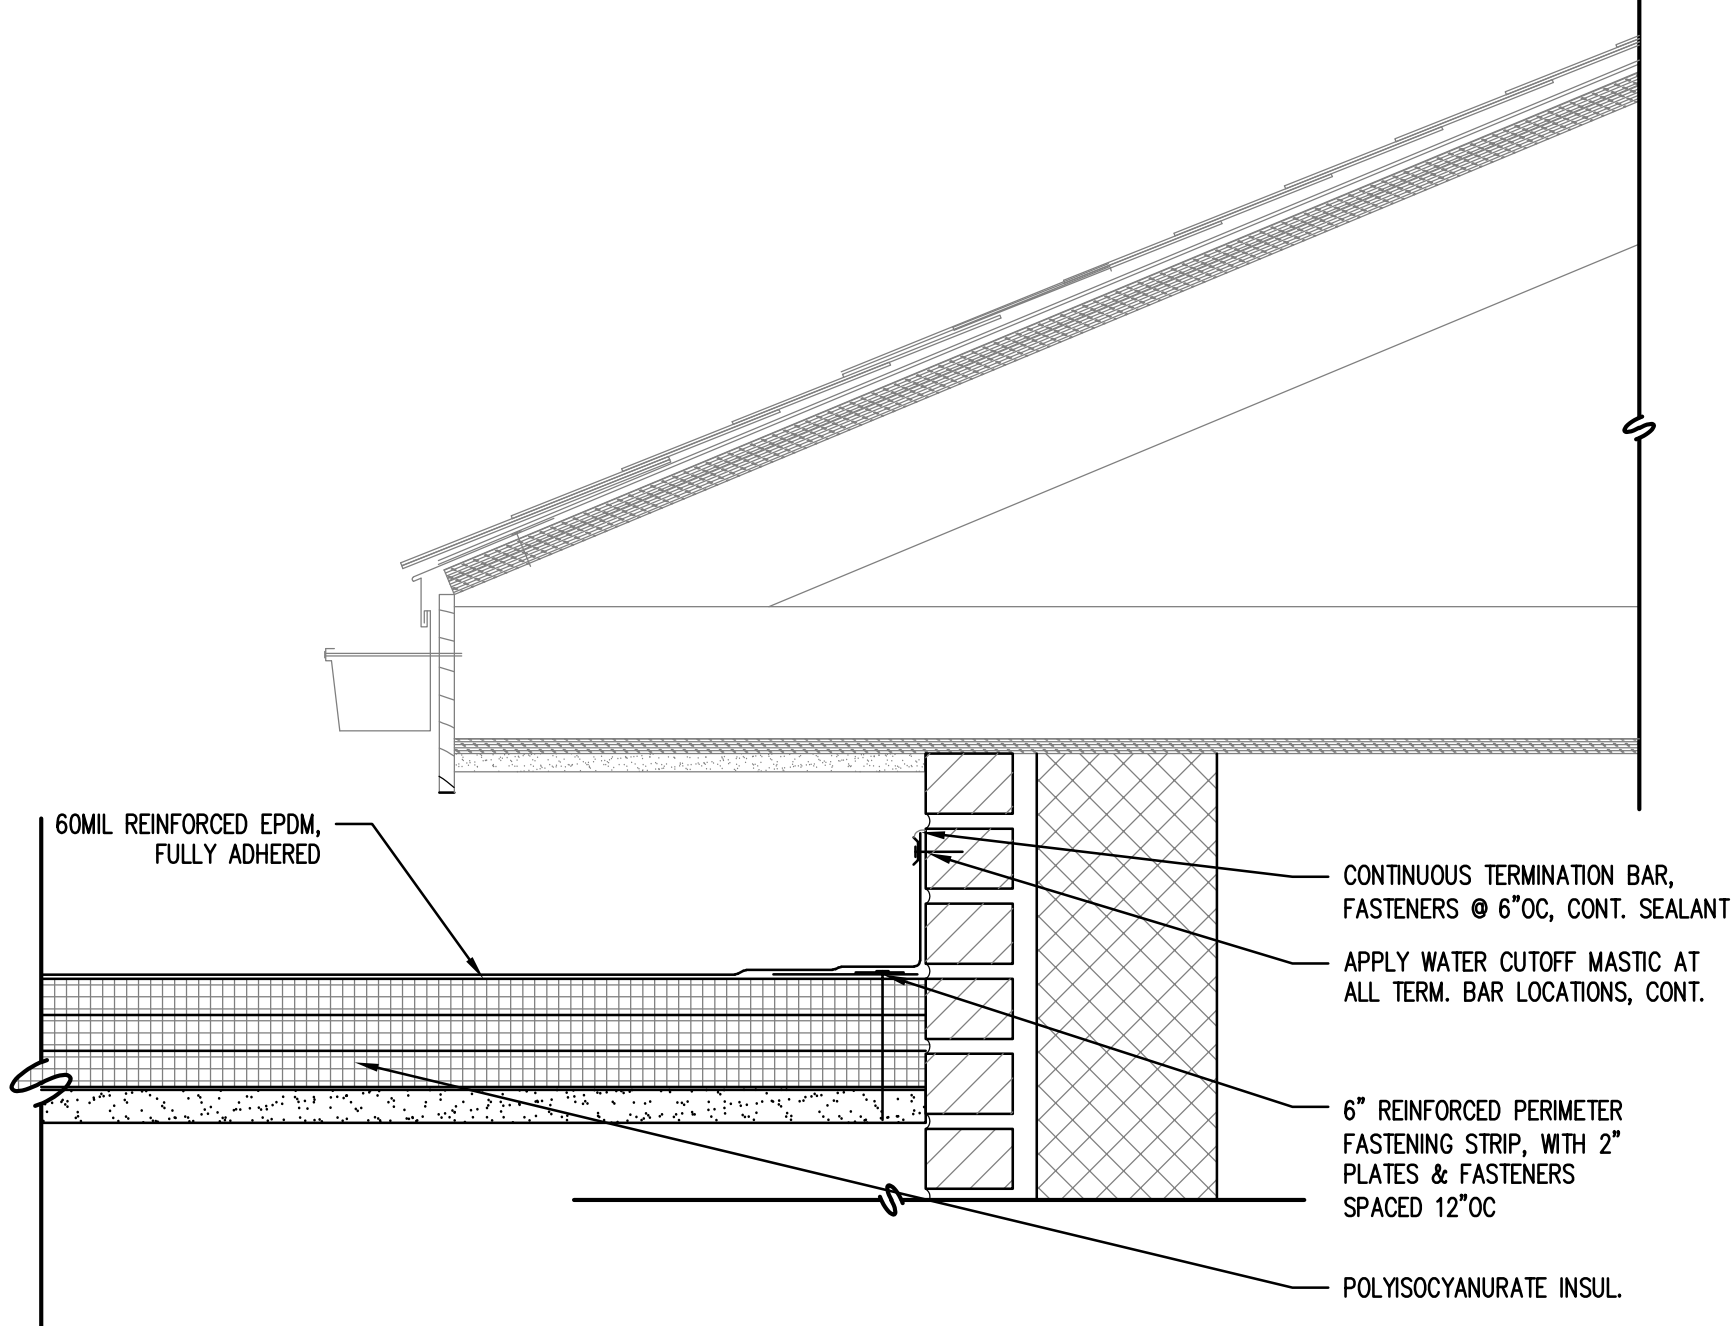 60MIL REINFORCED EPDM,
FULLY ADHERED
CONTINUOUS TERMINATION BAR,
FASTENERS @ 6"OC, CONT. SEALANT
APPLY WATER CUTOFF MASTIC AT
ALL TERM. BAR LOCATIONS, CONT.
6" REINFORCED PERIMETER
FASTENING STRIP, WITH 2"
PLATES & FASTENERS
SPACED 12"OC
POLYISOCYANURATE INSUL.